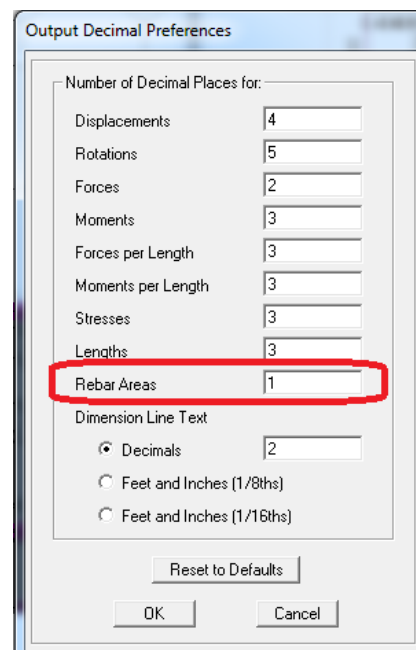 Output Decimal Preferences
Number of Decimal Places for:
Displacements 4
Rotations 5
Forces 2
Moments 3
Forces per Length 3
Moments per Length 3
Stresses 3
Lengths 3
Rebar Areas 1
Dimension Line Text
Decimals 2
Feet and Inches (1/8ths)
Feet and Inches (1/16ths)
Reset to Defaults
OK Cancel